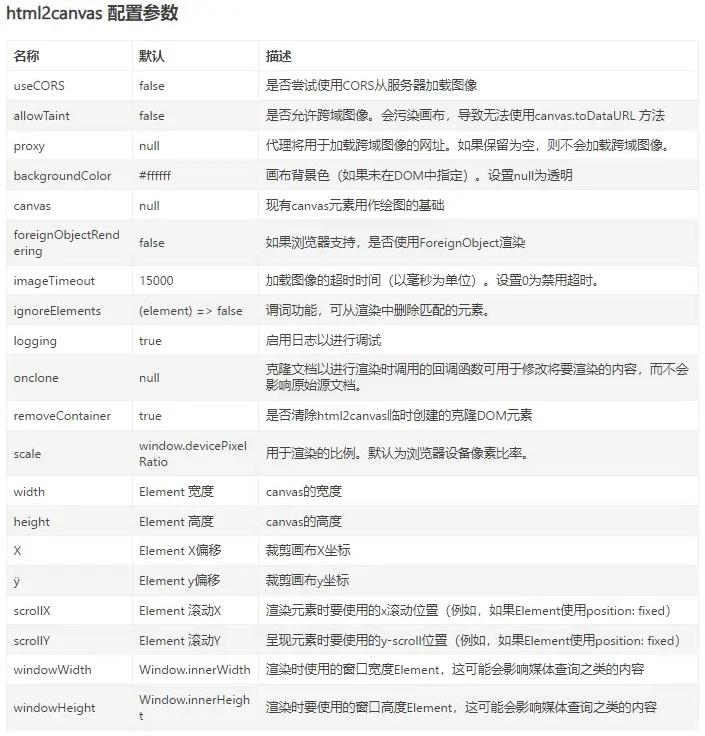 html2canvas 配置参数
名称 默认 描述
useCORS false 是否尝试使用CORS从服务器加载图像
allowTaint false 是否允许跨域图像。会污染画布，导致无法使用canvas.toDataURL 方法
proxy null 代理将用于加载跨域图像的网址。如果保留为空，则不会加载跨域图像。
backgroundColor #ffffff 画布背景色（如果未在DOM中指定）。设置null为透明
canvas null 现有canvas元素用作绘图的基础
foreignObjectRend
ering false 如果浏览器支持，是否使用ForeignObject渲染
imageTimeout 15000 加载图像的超时时间（以毫秒为单位）。设置0为禁用超时。
ignoreElements (element) => false 谓词功能，可从渲染中删除匹配的元素。
logging true 启用日志以进行调试
onclone null 克隆文档以进行渲染时调用的回调函数可用于修改将要渲染的内容，而不会
影响原始源文档。
removeContainer true 是否清除html2canvas临时创建的克隆DOM元素
scale window.devicePixel
Ratio 用于渲染的比例。默认为浏览器设备像素比率。
width Element 宽度 canvas的宽度
height Element 高度 canvas的高度
X Element X偏移 裁剪画布X坐标
ÿ Element y偏移 裁剪画布y坐标
scrollX Element 滚动X 渲染元素时要使用的x滚动位置（例如，如果Element使用position: fixed）
scrollY Element 滚动Y 呈现元素时要使用的y-scroll位置（例如，如果Element使用position: fixed）
windowWidth Window.innerWidth 渲染时使用的窗口宽度Element，这可能会影响媒体查询之类的内容
windowHeight Window.innerHeigh
t 渲染时要使用的窗口高度Element，这可能会影响媒体查询之类的内容